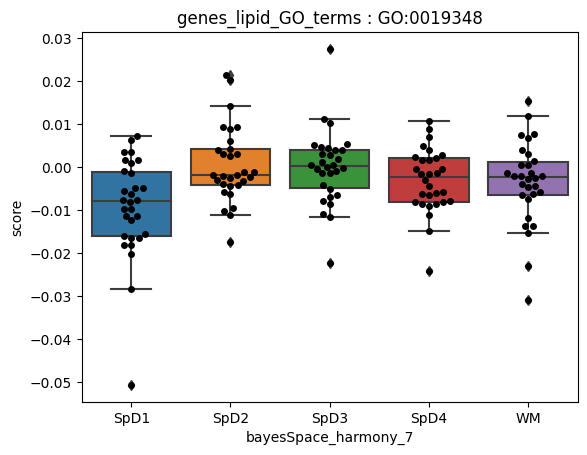 genes_lipid_GO_terms : GO:0019348
0.03
0.02
0.01
0.00
−0.01
−0.02
−0.03
−0.04
−0.05
score
SpD1 SpD2 SpD3 SpD4 WM
bayesSpace_harmony_7